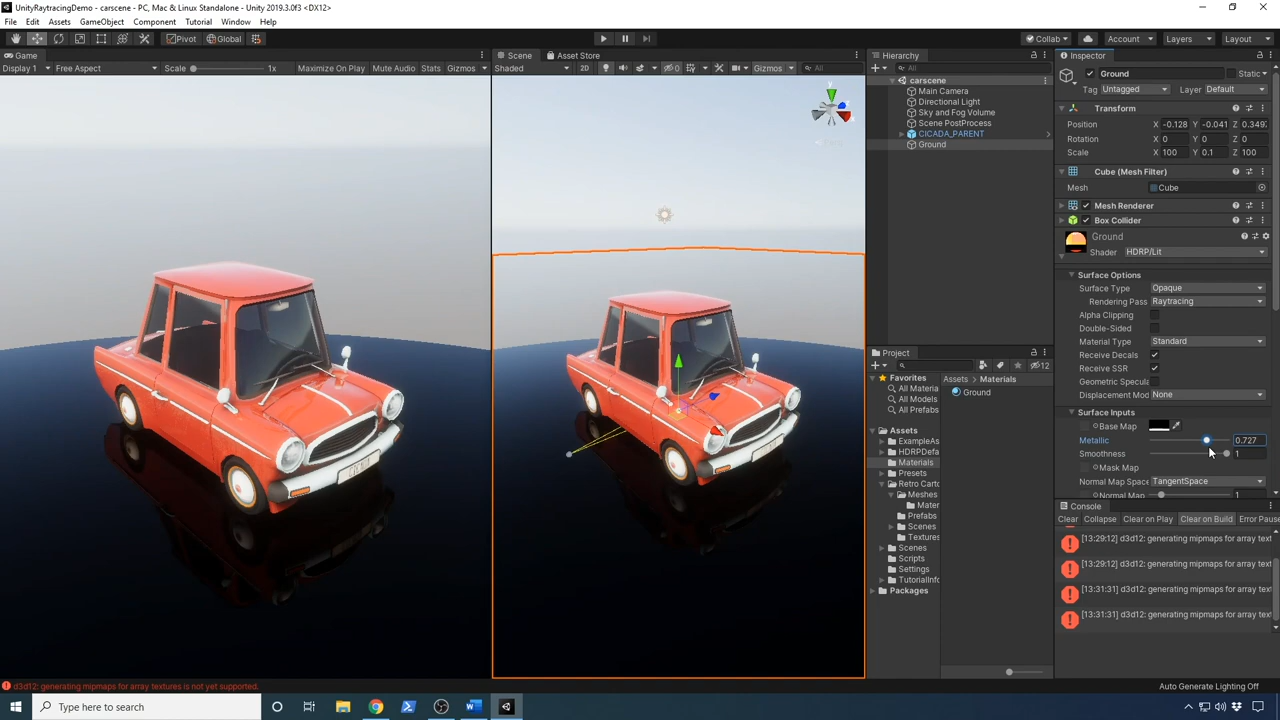 UnityRaytracingDemo - carscene - PC, Mac & Linux Standalone - Unity 2019.3.0f3 <DX12>
File Edit Assets GameObject Component Tutorial Window Help
Pivot Global Collab Account Layers Layout
Game
Display 1 Free Aspect Scale 1x Maximize On Play Mute Audio Stats Gizmos
Scene Asset Store
Shaded 2D 0 Gizmos All
y
Hierarchy
All
carscene
Main Camera
Directional Light
Sky and Fog Volume
Scene PostProcess
CICADA_PARENT
Ground
Project
12
Favorites
All Materia
All Models
All Prefabs
Assets
ExampleAs
HDRPDefa
Materials
Presets
Retro Carto
Meshes
Mater
Prefabs
Scenes
Textures
Scenes
Scripts
Settings
TutorialInfo
Packages
Assets Materials
Ground
Inspector
Ground Static
Tag Untagged Layer Default
Transform
Position X -0.128 Y -0.041 Z 0.3497
Rotation X 0 Y 0 Z 0
Scale X 100 Y 0.1 Z 100
Cube (Mesh Filter)
Mesh Cube
Mesh Renderer
Box Collider
Ground
Shader HDRP/Lit
Surface Options
Surface Type Opaque
Rendering Pass Raytracing
Alpha Clipping
Double-Sided
Material Type Standard
Receive Decals
Receive SSR
Geometric Specula
Displacement Mod None
Surface Inputs
Base Map
Metallic 0.727
Smoothness 1
Mask Map
Normal Map Space TangentSpace
Normal Map 1
Console
Clear Collapse Clear on Play Clear on Build Error Pause
[13:29:12] d3d12: generating mipmaps for array text
[13:29:12] d3d12: generating mipmaps for array text
[13:31:31] d3d12: generating mipmaps for array text
[13:31:31] d3d12: generating mipmaps for array text
d3d12: generating mipmaps for array textures is not yet supported.
Auto Generate Lighting Off
Type here to search